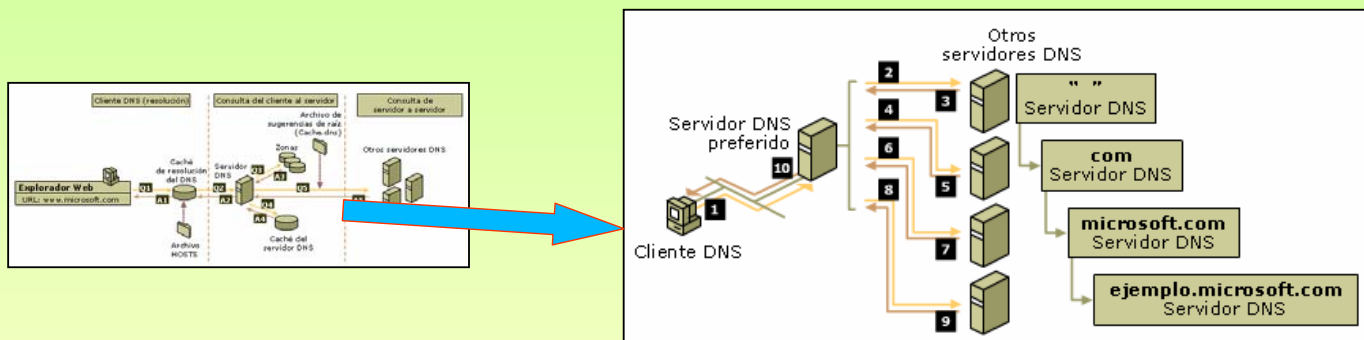 Cliente DNS (resolución)
Consulta del cliente al servidor
Consulta de
servidor a servidor
Archivo de
sugerencias de raíz
(Cache.dns)
Zonas
Otros servidores DNS
Caché
de resolución
del DNS
Servidor
DNS
Q3
A3
Explorador Web
URL: www.microsoft.com
Q1
A1
Q2
A2
Q5
Q4
A4
Caché del
servidor DNS
Archivo
HOSTS
Otros
servidores DNS
Servidor DNS
preferido
Cliente DNS
1
2
3
4
5
6
7
8
9
10
" "
Servidor DNS
com
Servidor DNS
microsoft.com
Servidor DNS
ejemplo.microsoft.com
Servidor DNS